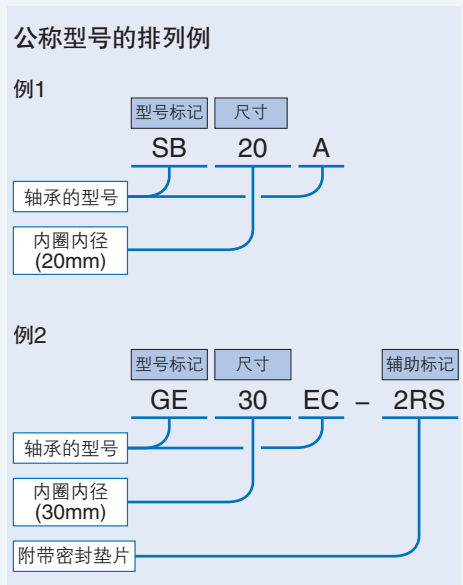 公称型号的排列例
例1
型号标记 尺寸
SB 20 A
轴承的型号
内圈内径
(20mm)
例2
型号标记 尺寸 辅助标记
GE 30 EC – 2RS
轴承的型号
内圈内径
(30mm)
附带密封垫片